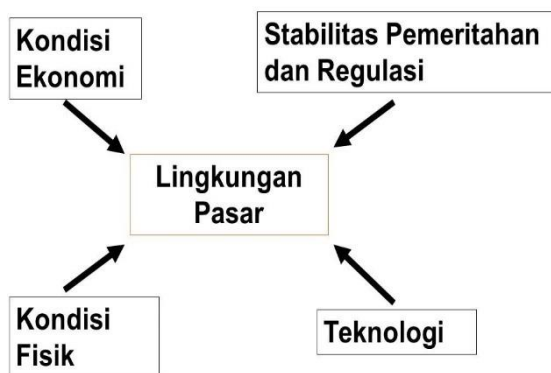 Kondisi
Ekonomi
Stabilitas Pemeritahan
dan Regulasi
Lingkungan
Pasar
Kondisi
Fisik
Teknologi